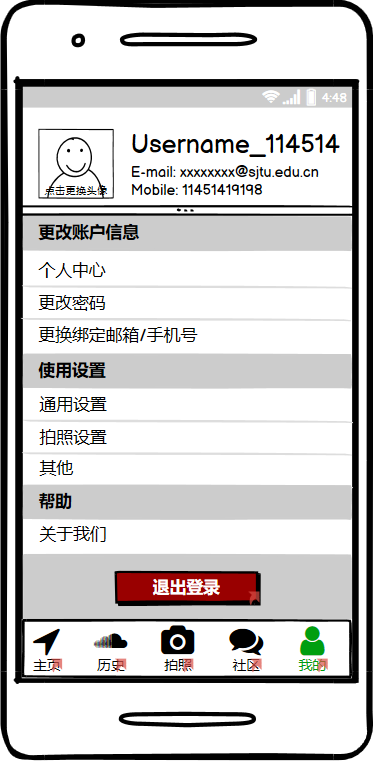 4:48
Username_114514
E-mail: xxxxxxxx@sjtu.edu.cn
Mobile: 11451419198
点击更换头像
更改账户信息
个人中心
更改密码
更换绑定邮箱/手机号
使用设置
通用设置
拍照设置
其他
帮助
关于我们
退出登录
主页 历史 拍照 社区 我的